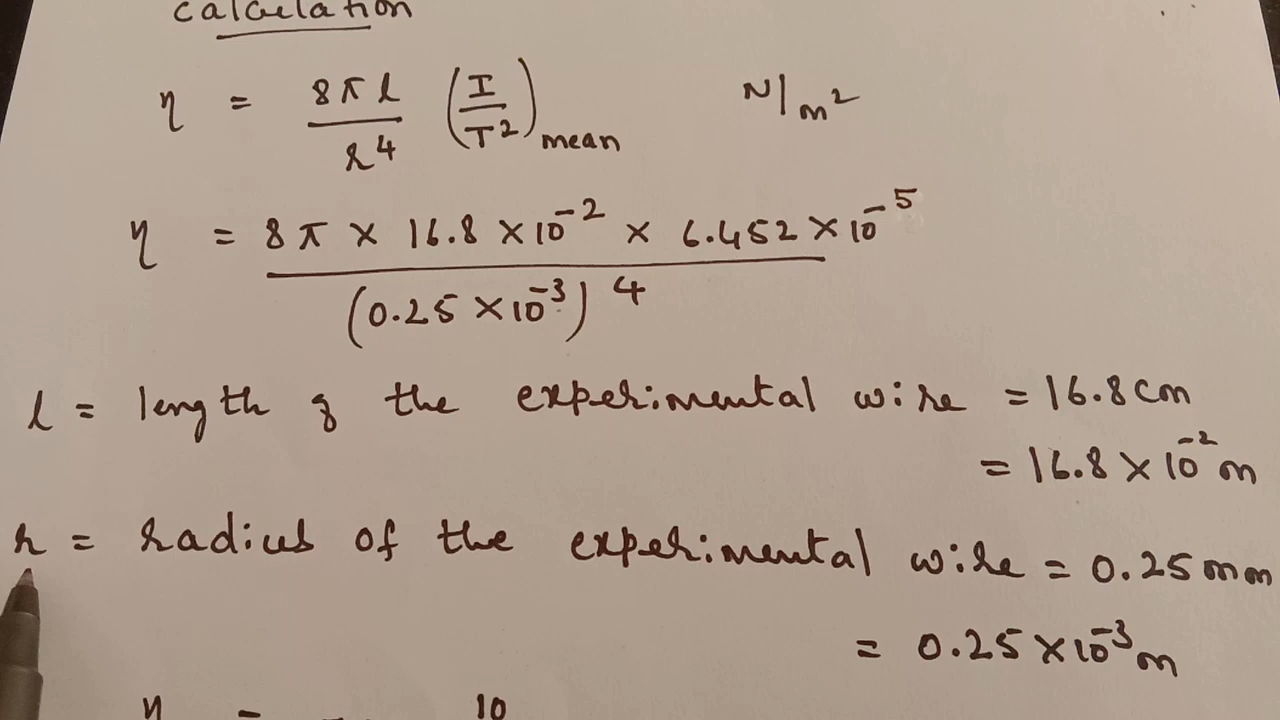 calculation
η = 8πl / r⁴ (I / T²)mean N/m²
η = 8π × 16.8 × 10⁻² × 6.452 × 10⁻⁵ / (0.25 × 10⁻³)⁴
l = length of the experimental wire = 16.8 cm
= 16.8 × 10⁻² m
r = radius of the experimental wire = 0.25 mm
= 0.25 × 10⁻³ m
η = 10